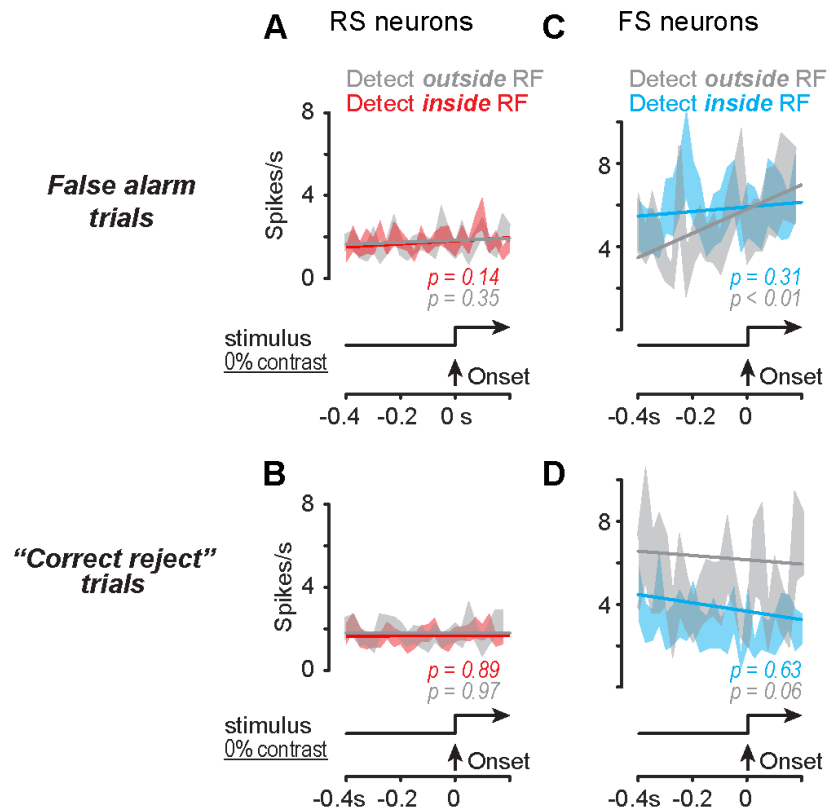 A RS neurons C FS neurons
Detect outside RF Detect outside RF
Detect inside RF Detect inside RF
8
4
2
0
Spikes/s
False alarm
trials
p = 0.14
p = 0.35
8
4
p = 0.31
p < 0.01
stimulus
0% contrast
Onset
Onset
-0.4 -0.2 0 s
-0.4s -0.2 0
B D
8
4
2
0
Spikes/s
“Correct reject”
trials
p = 0.89
p = 0.97
8
4
p = 0.63
p = 0.06
stimulus
0% contrast
Onset
Onset
-0.4s -0.2 0
-0.4s -0.2 0